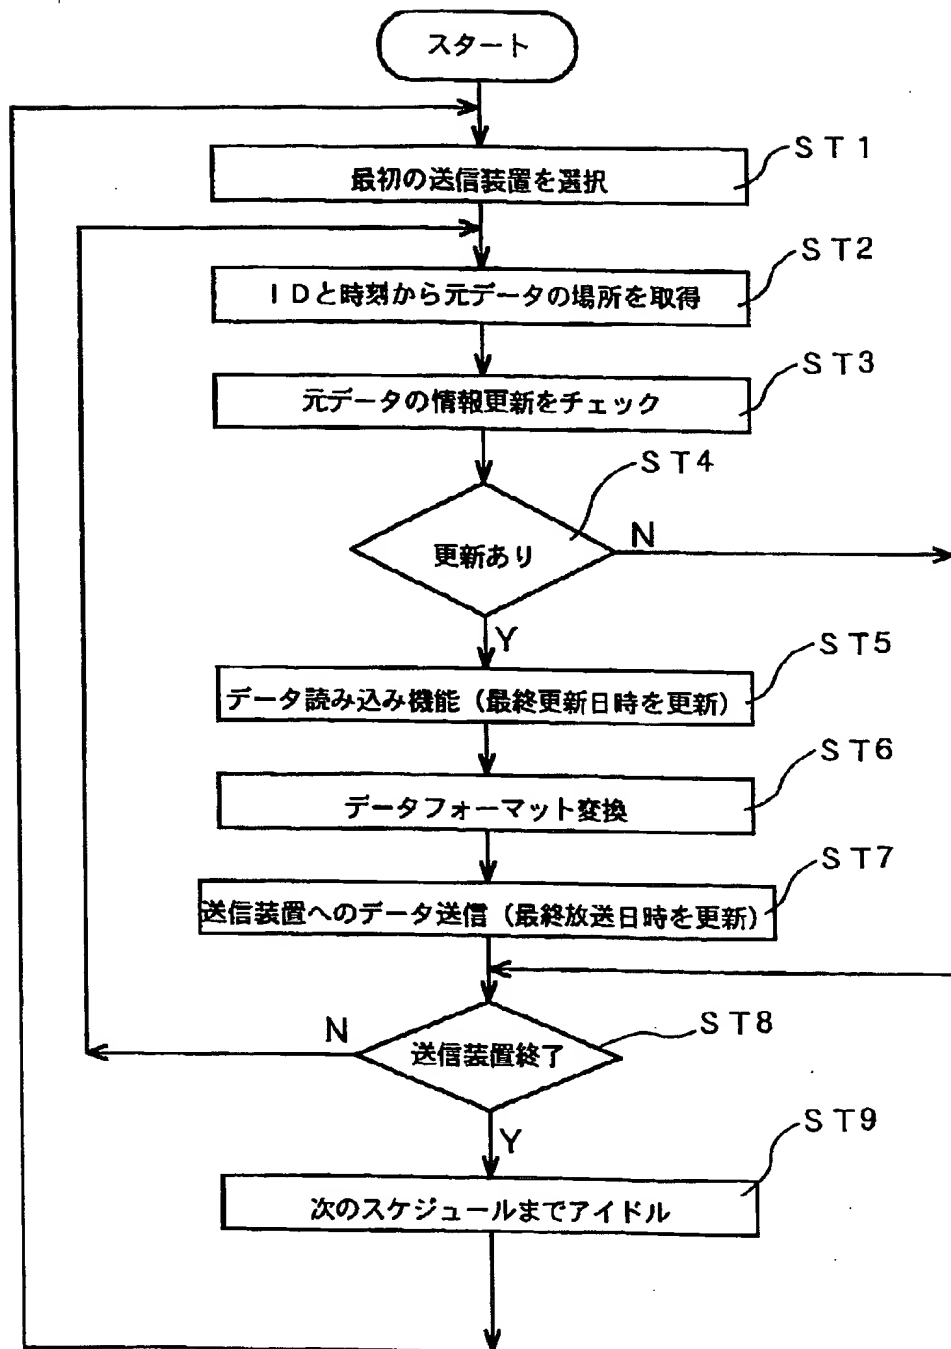 スタート
ST1
最初の送信装置を選択
ST2
IDと時刻から元データの場所を取得
ST3
元データの情報更新をチェック
ST4
更新あり
N
Y
ST5
データ読み込み機能（最終更新日時を更新）
ST6
データフォーマット変換
ST7
送信装置へのデータ送信（最終放送日時を更新）
N
ST8
送信装置終了
Y
ST9
次のスケジュールまでアイドル